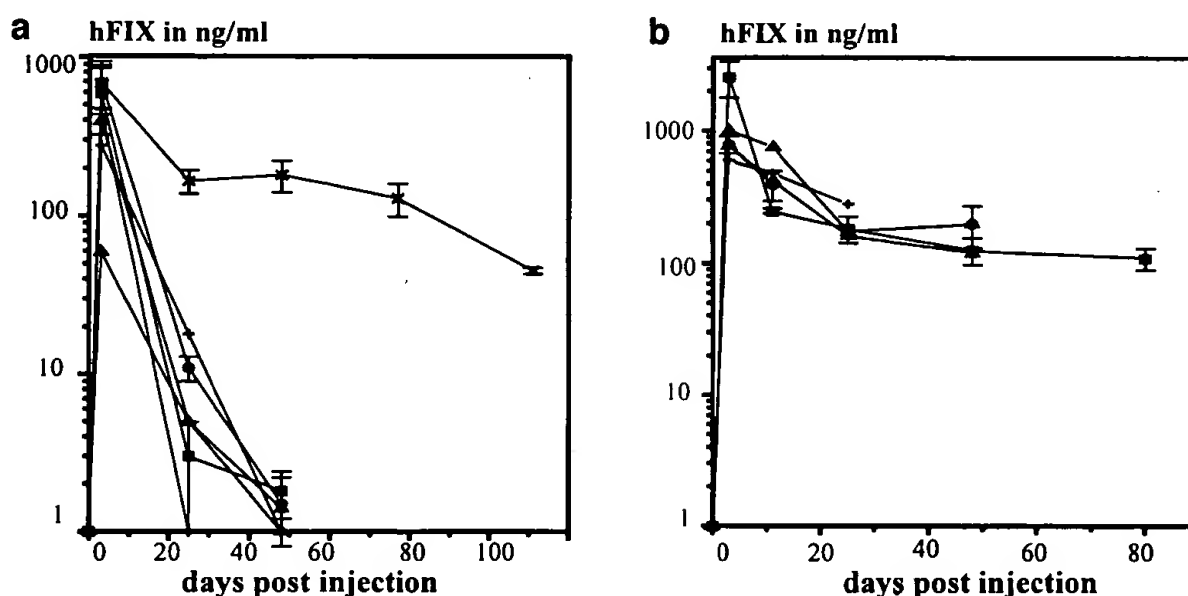 a
hFIX in ng/ml
1000
100
10
1
0 20 40 60 80 100
days post injection
b
hFIX in ng/ml
1000
100
10
1
0 20 40 60 80
days post injection